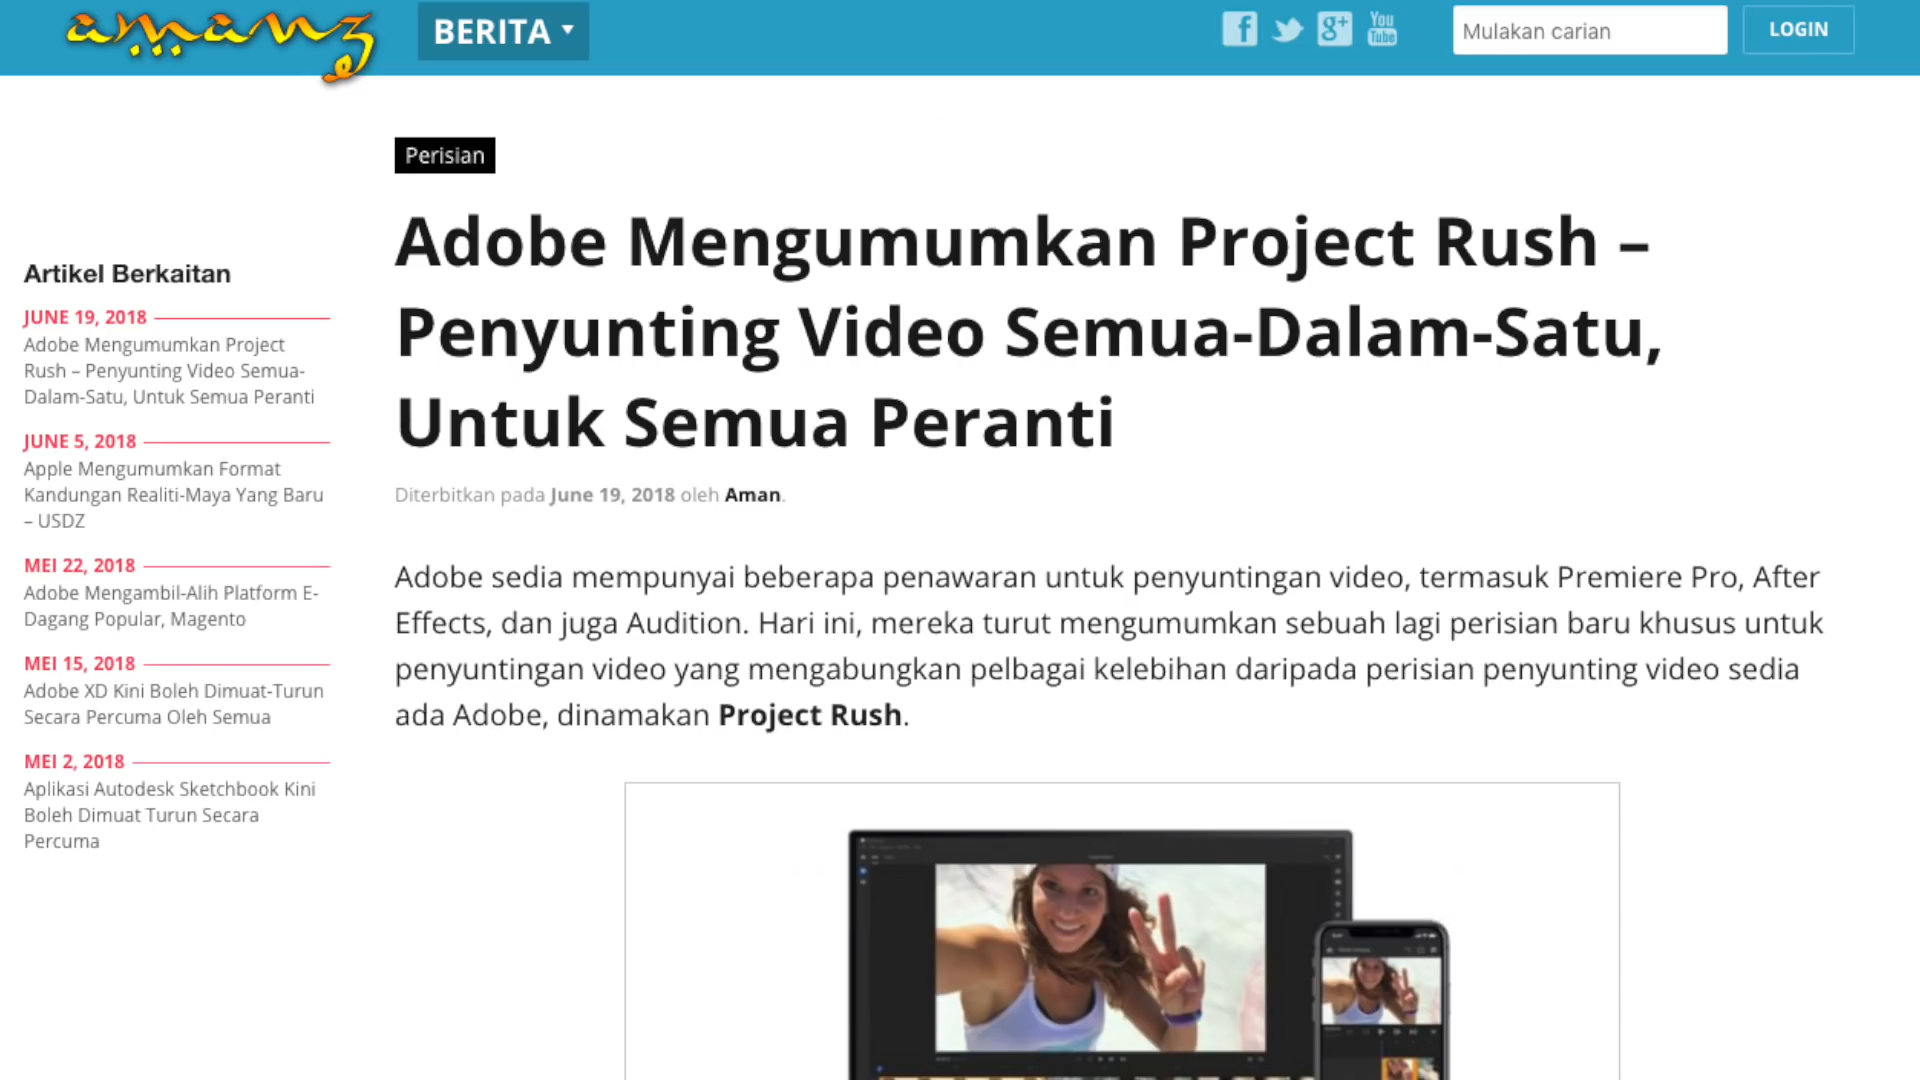 amanz
BERITA
You
Tube
Mulakan carian
LOGIN
Perisian
Adobe Mengumumkan Project Rush –
Penyunting Video Semua-Dalam-Satu,
Untuk Semua Peranti
Diterbitkan pada June 19, 2018 oleh Aman.
Artikel Berkaitan
JUNE 19, 2018
Adobe Mengumumkan Project
Rush – Penyunting Video Semua-
Dalam-Satu, Untuk Semua Peranti
JUNE 5, 2018
Apple Mengumumkan Format
Kandungan Realiti-Maya Yang Baru
– USDZ
MEI 22, 2018
Adobe Mengambil-Alih Platform E-
Dagang Popular, Magento
MEI 15, 2018
Adobe XD Kini Boleh Dimuat-Turun
Secara Percuma Oleh Semua
MEI 2, 2018
Aplikasi Autodesk Sketchbook Kini
Boleh Dimuat Turun Secara
Percuma
Adobe sedia mempunyai beberapa penawaran untuk penyuntingan video, termasuk Premiere Pro, After
Effects, dan juga Audition. Hari ini, mereka turut mengumumkan sebuah lagi perisian baru khusus untuk
penyuntingan video yang mengabungkan pelbagai kelebihan daripada perisian penyunting video sedia
ada Adobe, dinamakan Project Rush.